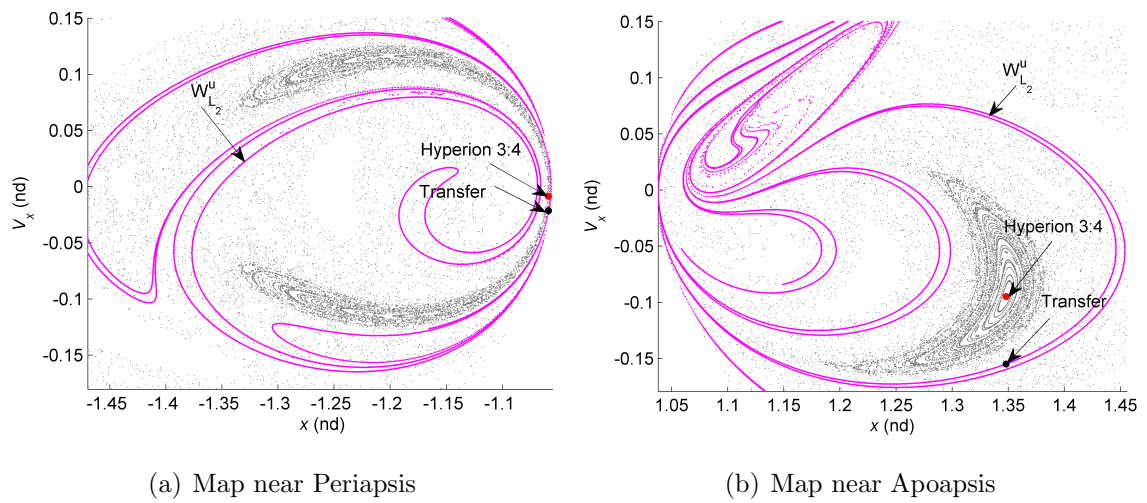 0.15
0.1
0.05
0
-0.05
-0.1
-0.15
V_x (nd)
W^u_{L_2}
Hyperion 3:4
Transfer
-1.45 -1.4 -1.35 -1.3 -1.25 -1.2 -1.15 -1.1
x (nd)
(a) Map near Periapsis
0.15
0.1
0.05
0
-0.05
-0.1
-0.15
V_x (nd)
W^u_{L_2}
Hyperion 3:4
Transfer
1.05 1.1 1.15 1.2 1.25 1.3 1.35 1.4 1.45
x (nd)
(b) Map near Apoapsis